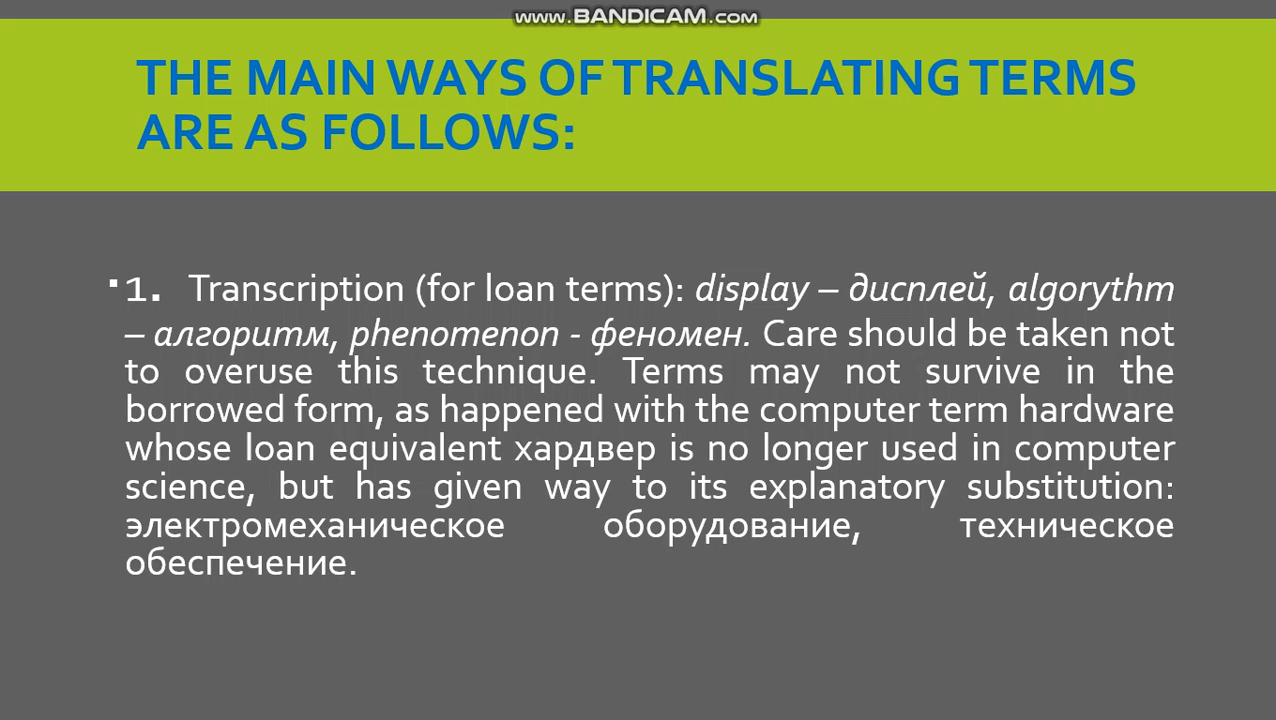 www.BANDICAM.com
THE MAIN WAYS OF TRANSLATING TERMS
ARE AS FOLLOWS:
▪ 1. Transcription (for loan terms): display – дисплей, algorythm
– алгоритм, phenomenon - феномен. Care should be taken not
to overuse this technique. Terms may not survive in the
borrowed form, as happened with the computer term hardware
whose loan equivalent хардвер is no longer used in computer
science, but has given way to its explanatory substitution:
электромеханическое оборудование, техническое
обеспечение.